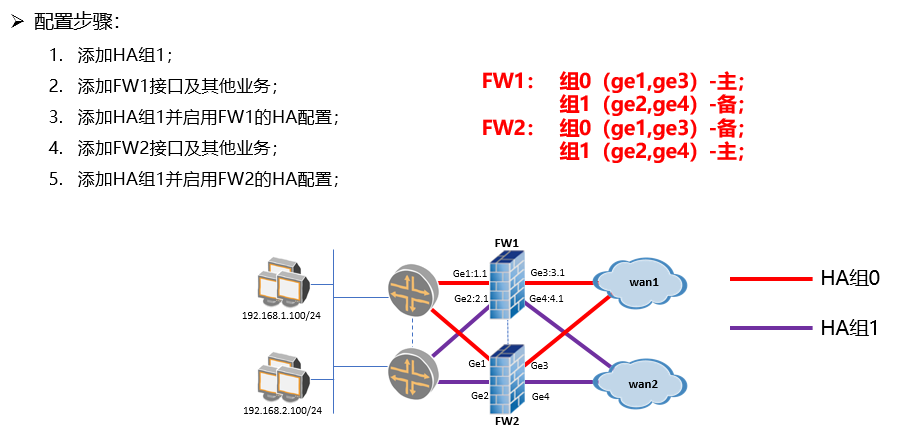 ➢ 配置步骤：
1. 添加HA组1；
2. 添加FW1接口及其他业务；
3. 添加HA组1并启用FW1的HA配置；
4. 添加FW2接口及其他业务；
5. 添加HA组1并启用FW2的HA配置；
FW1： 组0（ge1,ge3）-主；
组1（ge2,ge4）-备；
FW2： 组0（ge1,ge3）-备；
组1（ge2,ge4）-主；
FW1
Ge1:1.1
Ge3:3.1
Ge2:2.1
Ge4:4.1
wan1
192.168.1.100/24
HA组0
HA组1
Ge1
Ge3
Ge2
Ge4
wan2
192.168.2.100/24
FW2